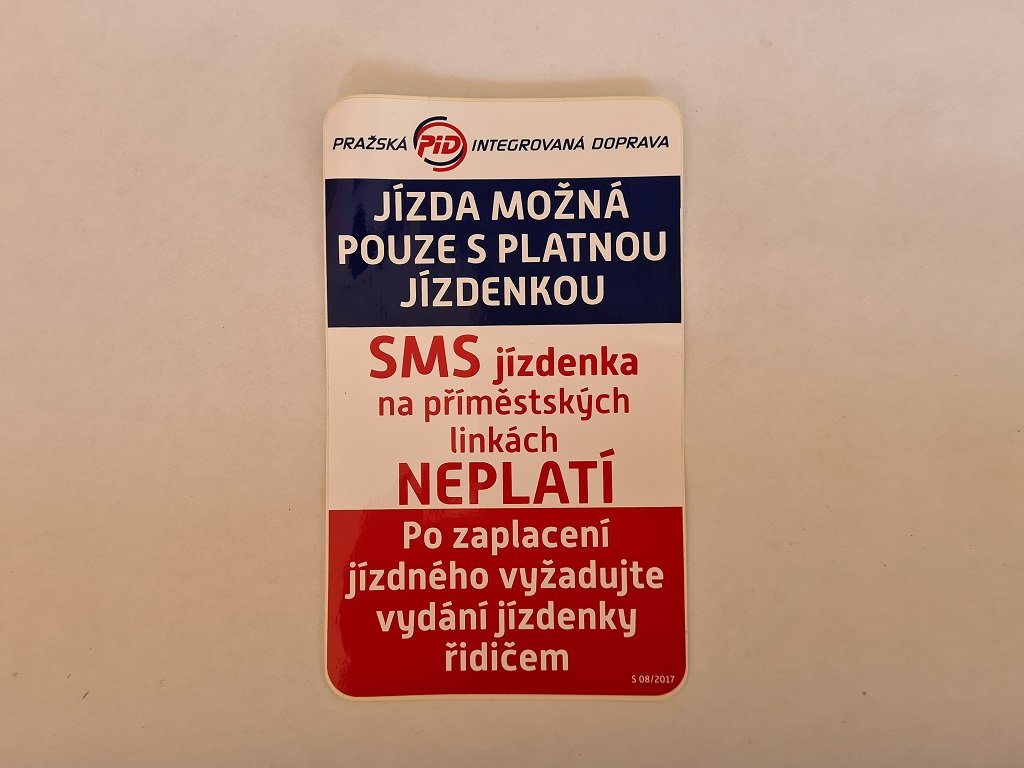 PRAŽSKÁ PID INTEGROVANÁ DOPRAVA
JÍZDA MOŽNÁ
POUZE S PLATNOU
JÍZDENKOU
SMS jízdenka
na příměstských
linkách
NEPLATÍ
Po zaplacení
jízdného vyžadujte
vydání jízdenky
řidičem
S 08/2017